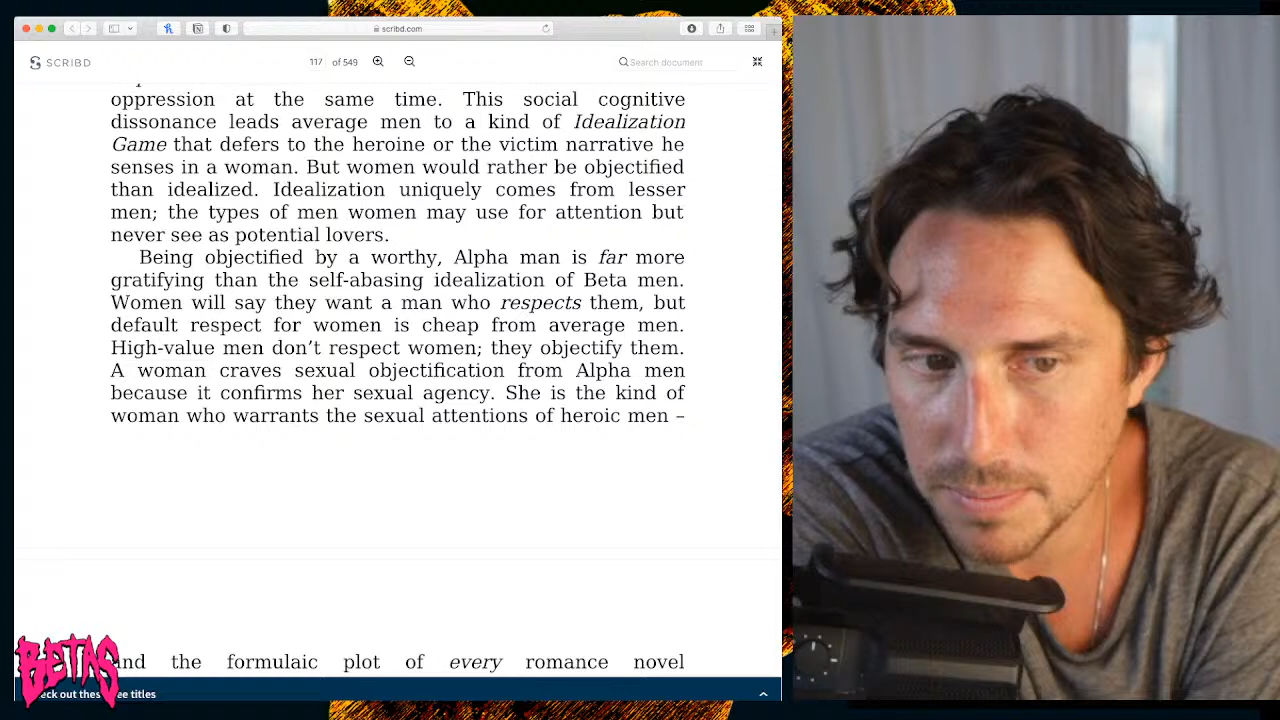 scribd.com
SCRIBD
117 of 549
Search document
oppression at the same time. This social cognitive
dissonance leads average men to a kind of Idealization
Game that defers to the heroine or the victim narrative he
senses in a woman. But women would rather be objectified
than idealized. Idealization uniquely comes from lesser
men; the types of men women may use for attention but
never see as potential lovers.
Being objectified by a worthy, Alpha man is far more
gratifying than the self-abasing idealization of Beta men.
Women will say they want a man who respects them, but
default respect for women is cheap from average men.
High-value men don’t respect women; they objectify them.
A woman craves sexual objectification from Alpha men
because it confirms her sexual agency. She is the kind of
woman who warrants the sexual attentions of heroic men –
and the formulaic plot of every romance novel
BETAS
titles